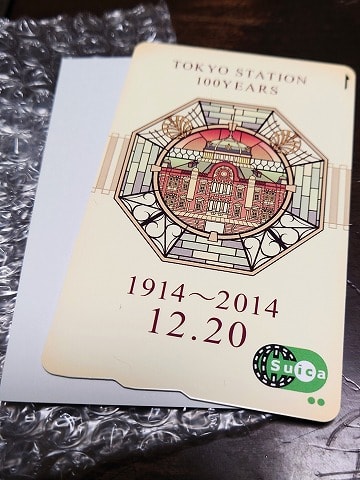 TOKYO STATION
100YEARS
1914～2014
12.20
Suica